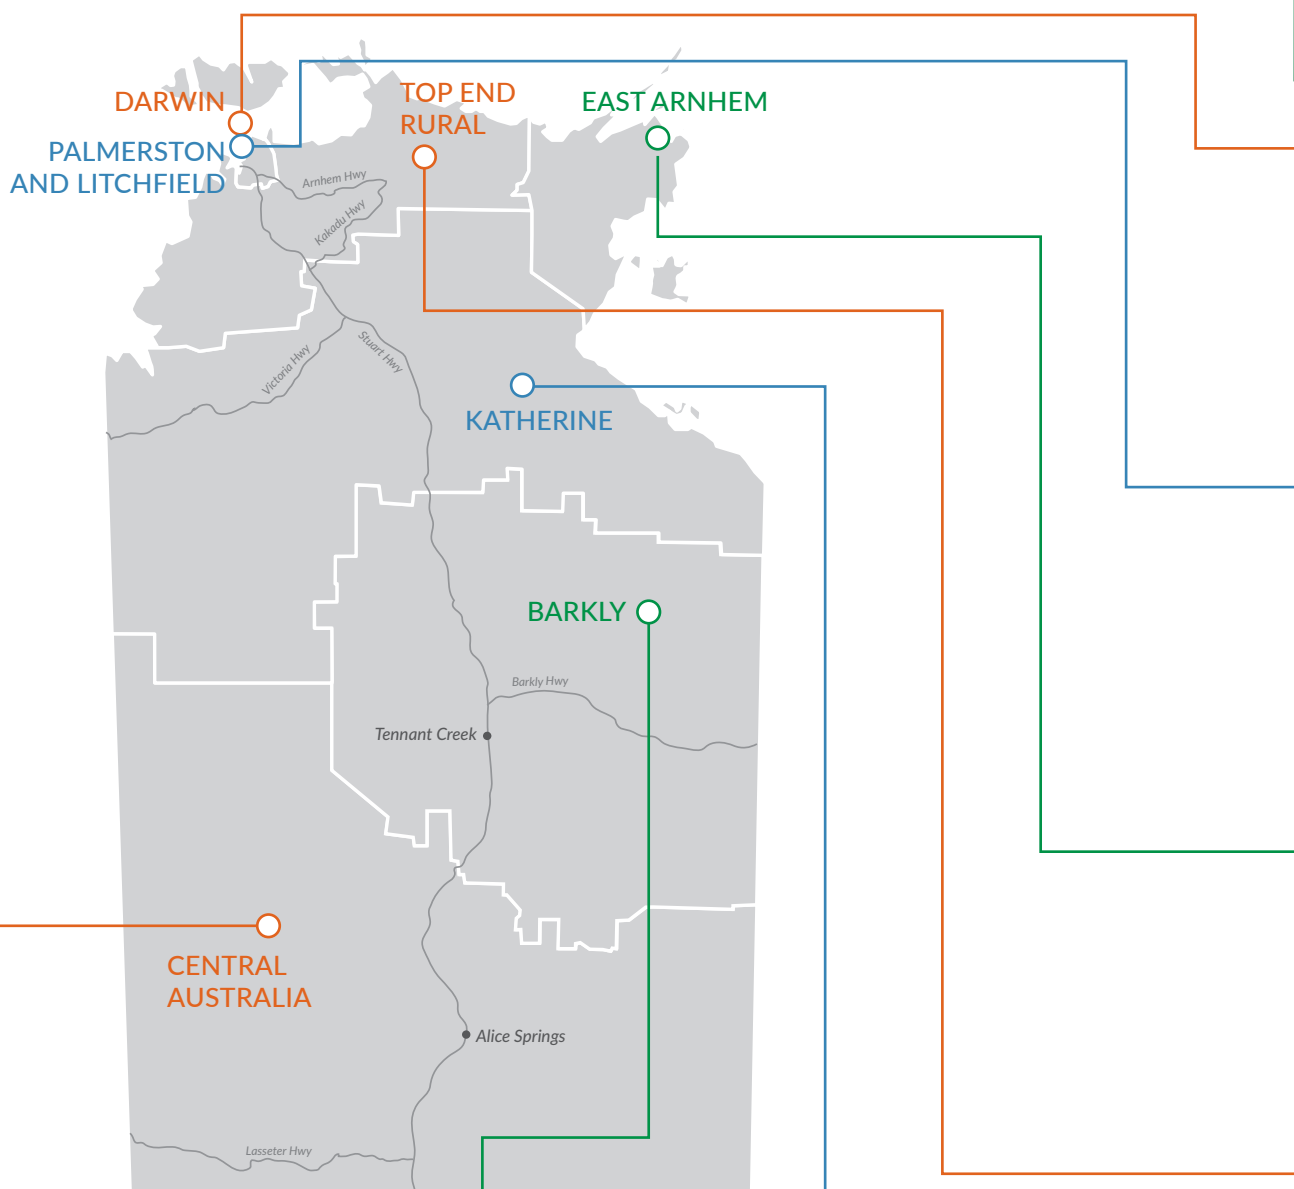 DARWIN
TOP END
RURAL
EAST ARNHEM
PALMERSTON
AND LITCHFIELD
Arnhem Hwy
Kakadu Hwy
Victoria Hwy
Stuart Hwy
KATHERINE
BARKLY
Barkly Hwy
Tennant Creek
CENTRAL
AUSTRALIA
Alice Springs
Lasseter Hwy